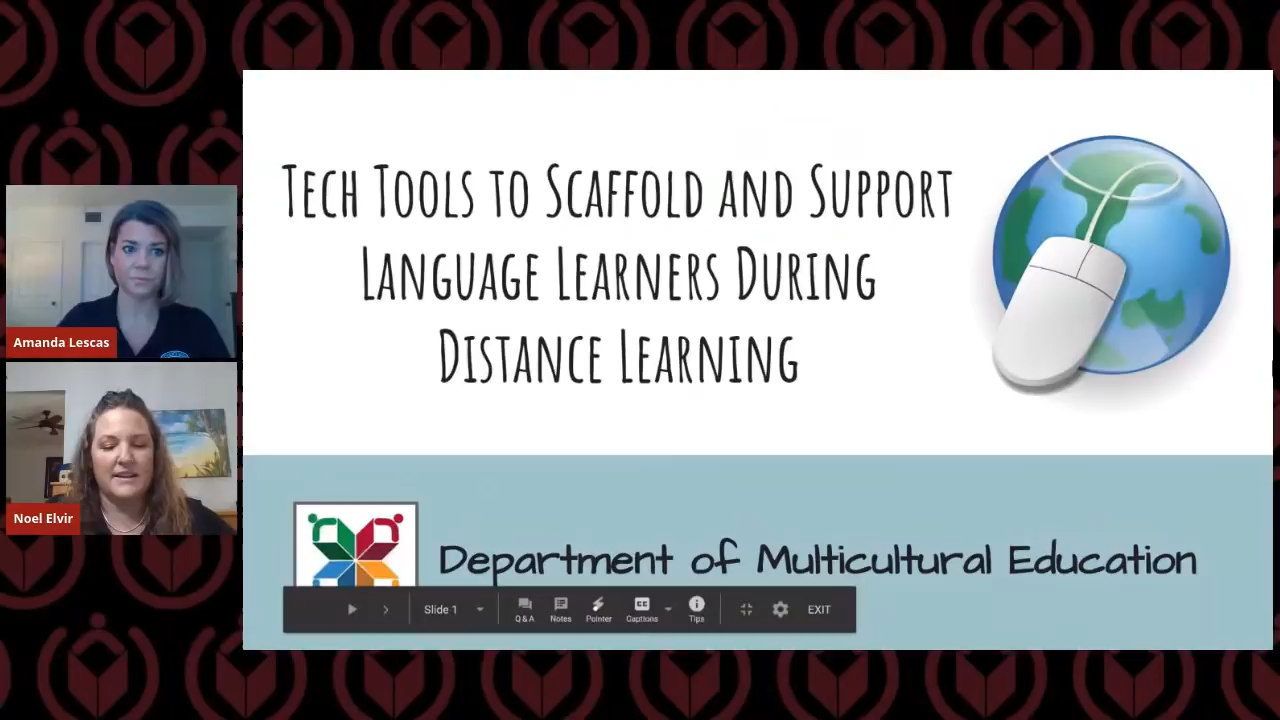 Tech Tools to Scaffold and Support
Language Learners During
Distance Learning
Amanda Lescas
Noel Elvir
Department of Multicultural Education
Slide 1
Q&A
Notes
Pointer
CC
Captions
Tips
EXIT